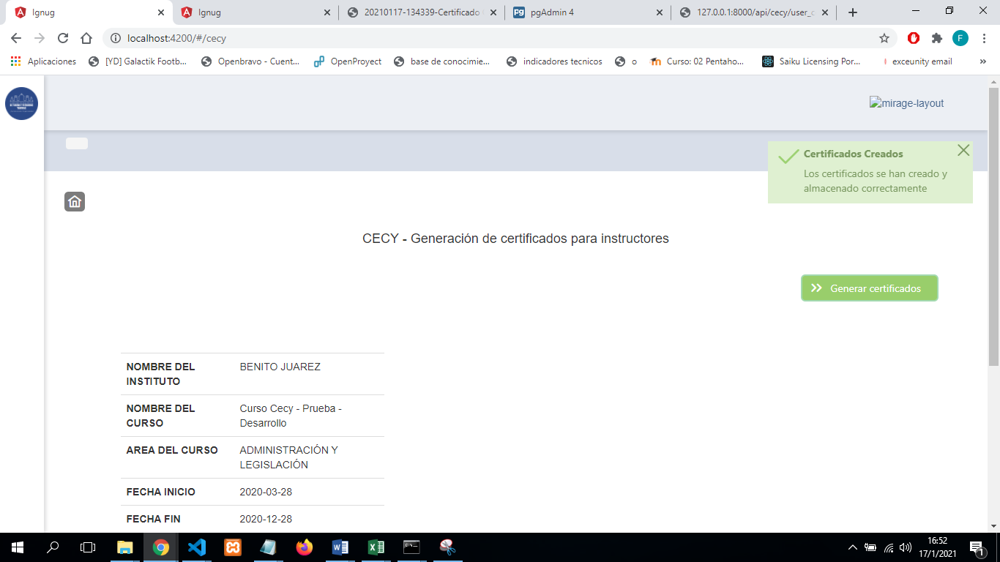 Ignug
Ignug
20210117-134339-Certificado
pgAdmin 4
127.0.0.1:8000/api/cecy/user_c
localhost:4200/#/cecy
F
Aplicaciones
[YD] Galactik Footb...
Openbravo - Cuent...
OpenProyect
base de conocimie...
indicadores tecnicos
o
Curso: 02 Pentaho...
Saiku Licensing Por...
exceunity email
»
mirage-layout
Certificados Creados
Los certificados se han creado y
almacenado correctamente
CECY - Generación de certificados para instructores
Generar certificados
NOMBRE DEL
INSTITUTO
BENITO JUAREZ
NOMBRE DEL
CURSO
Curso Cecy - Prueba -
Desarrollo
AREA DEL CURSO
ADMINISTRACIÓN Y
LEGISLACIÓN
FECHA INICIO
2020-03-28
FECHA FIN
2020-12-28
16:52
17/1/2021
1